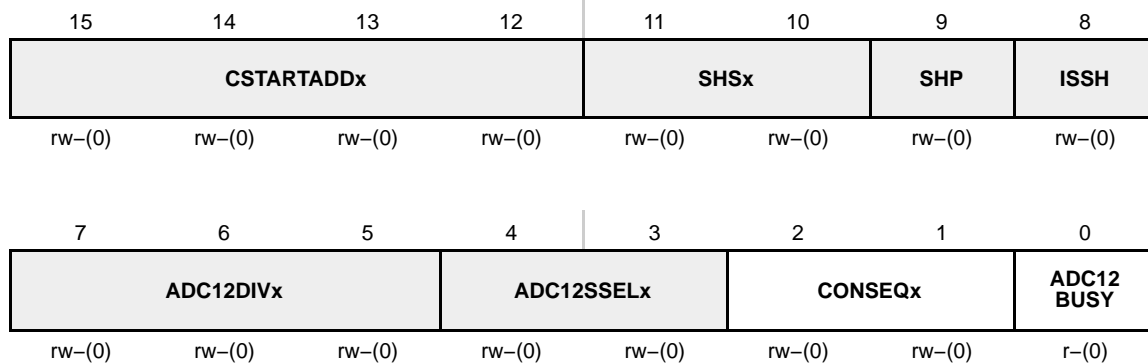 15 14 13 12 11 10 9 8
CSTARTADDx SHSx SHP ISSH
rw−(0) rw−(0) rw−(0) rw−(0) rw−(0) rw−(0) rw−(0) rw−(0)
7 6 5 4 3 2 1 0
ADC12DIVx ADC12SSELx CONSEQx ADC12
BUSY
rw−(0) rw−(0) rw−(0) rw−(0) rw−(0) rw−(0) rw−(0) r−(0)